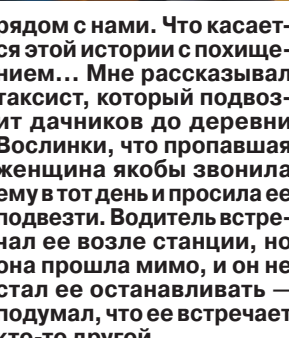 рядом с нами. Что касает-
ся этой истории с похище-
нием... Мне рассказывал
таксист, который подвоз-
ит дачников до деревни
Вослинки, что пропавшая
женщина якобы звонила
ему в тот день и просила ее
подвезти. Водитель встре-
чал ее возле станции, но
она прошла мимо, и он не
стал ее останавливать —
подумал, что ее встречает
кто-то другой